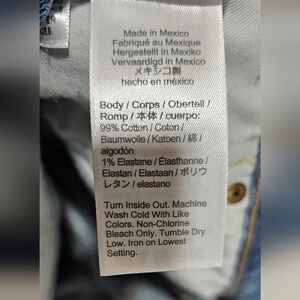 Made in Mexico
Fabriqué au Mexique
Hergestellt in Mexiko
Vervaardigd in Mexico
メキシコ製
hecho en méxico
Body / Corps / Oberteil /
Romp / 本体 / cuerpo:
99% Cotton / Coton /
Baumwolle / Katoen / 綿 /
algodón
1% Elastane / Élasthanne /
Elastan / Elastaan / ポリウ
レタン / elastano
Turn Inside Out. Machine
Wash Cold With Like
Colors. Non-Chlorine
Bleach Only. Tumble Dry
Low. Iron on Lowest
Setting.